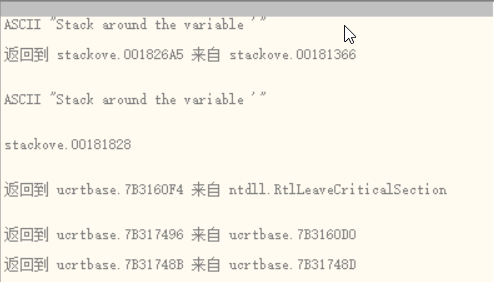 ASCII "Stack around the variable '"
返回到 stackove.001826A5 来自 stackove.00181366
ASCII "Stack around the variable '"
stackove.00181828
返回到 ucrtbase.7B3160F4 来自 ntdll.RtlLeaveCriticalSection
返回到 ucrtbase.7B317496 来自 ucrtbase.7B3160D0
返回到 ucrtbase.7B31748B 来自 ucrtbase.7B31748D